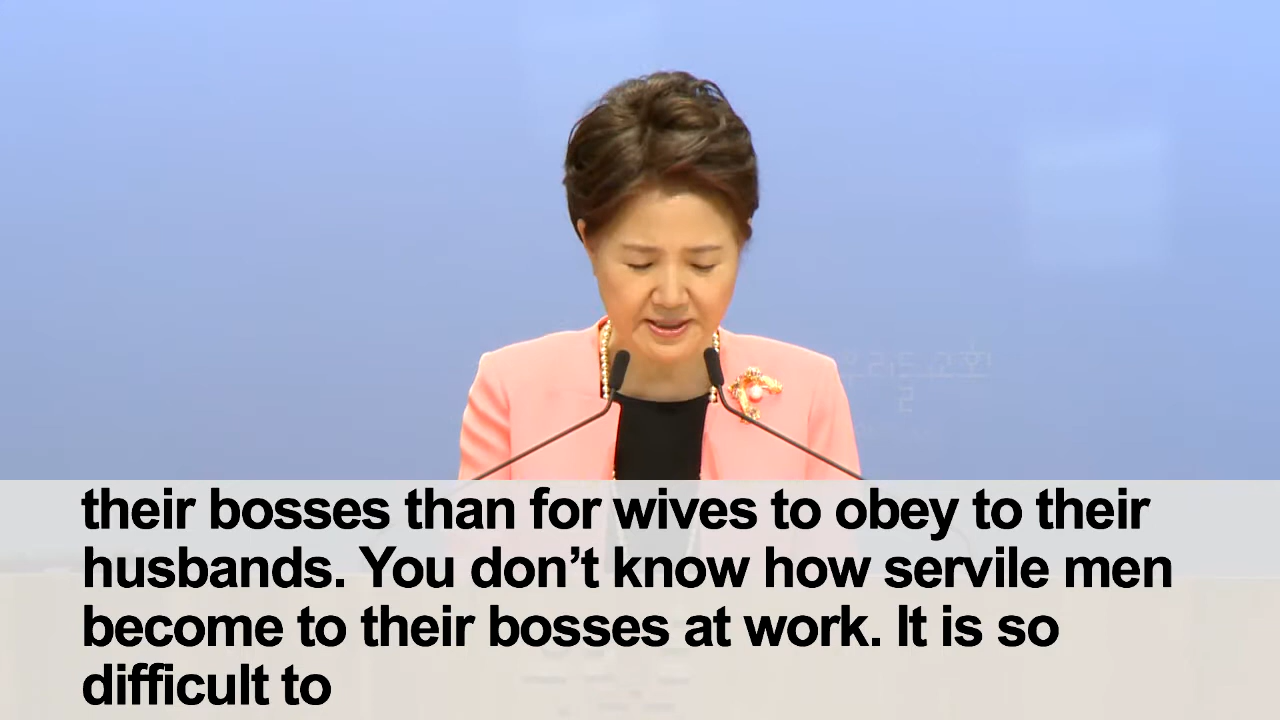 their bosses than for wives to obey to their
husbands. You don’t know how servile men
become to their bosses at work. It is so
difficult to